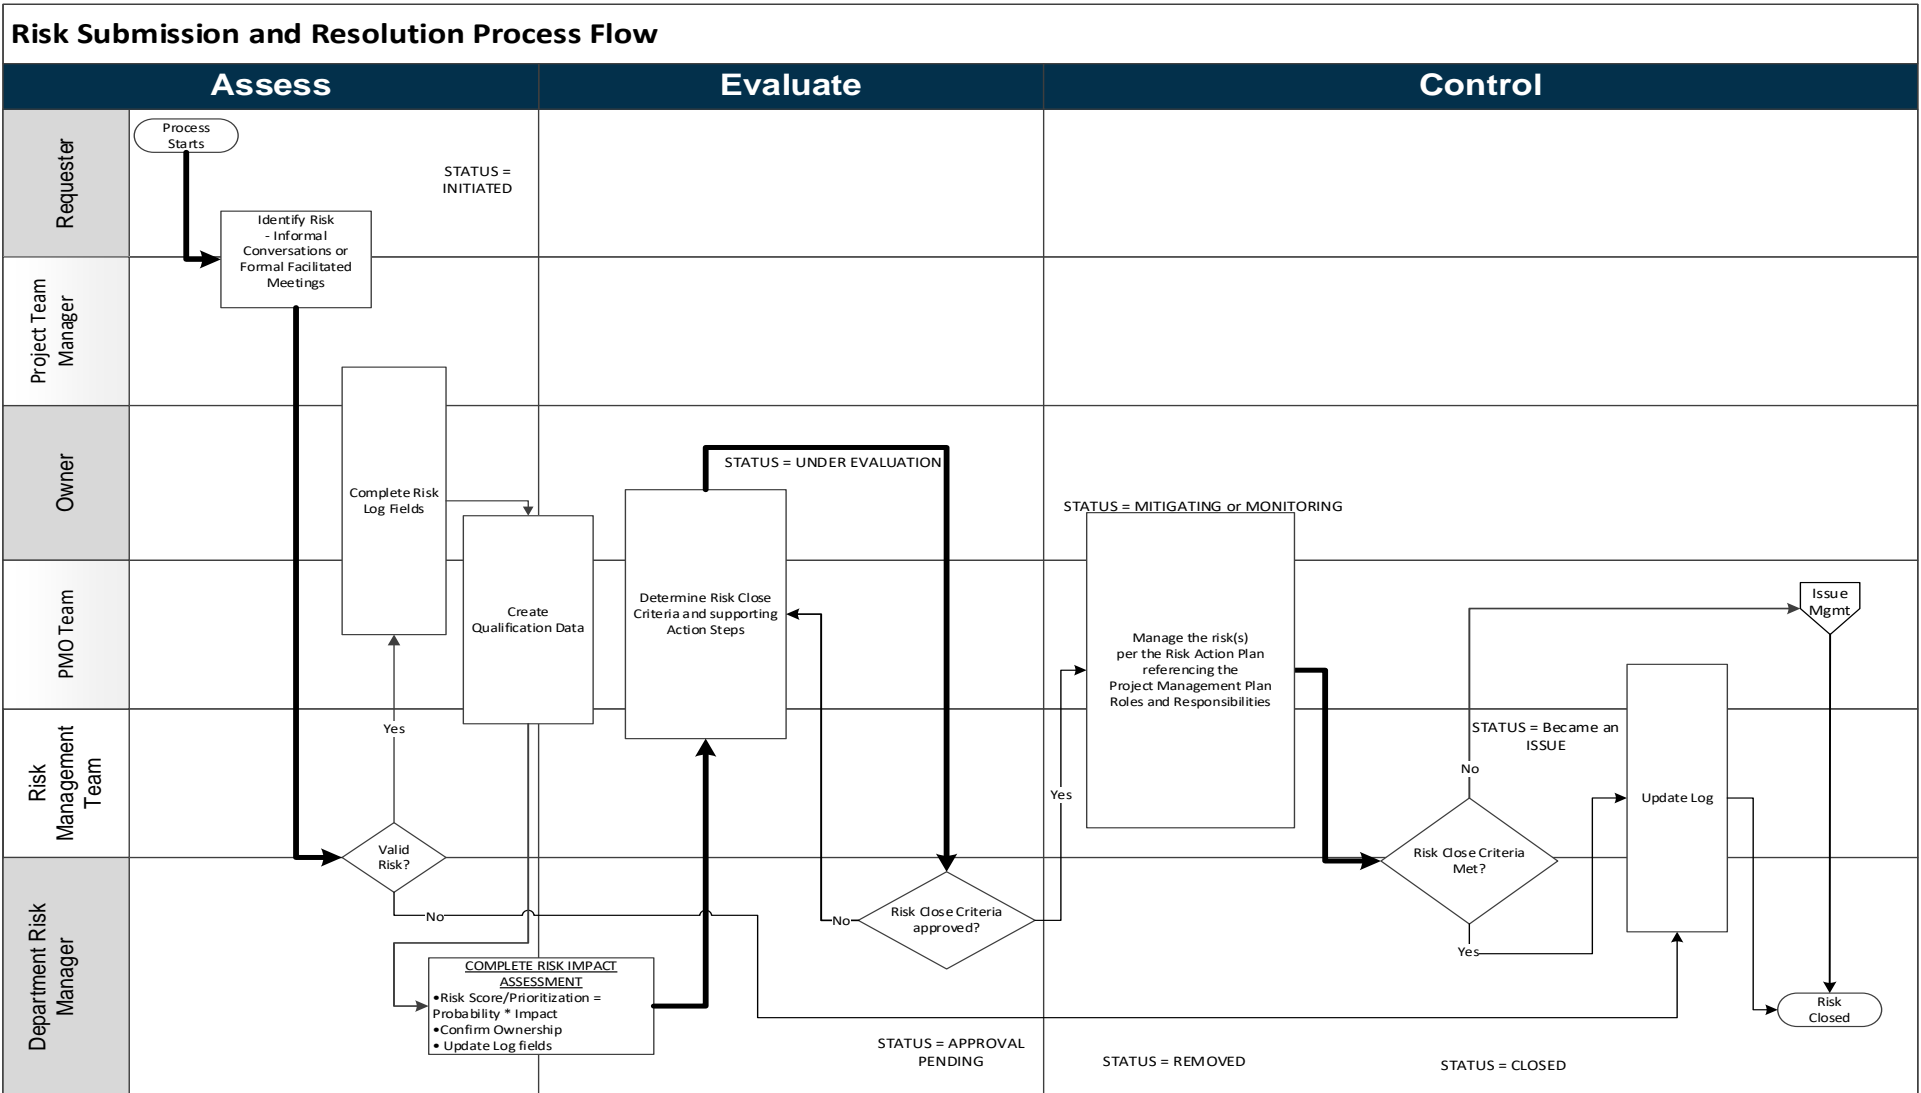 Risk Submission and Resolution Process Flow
Assess
Evaluate
Control
Requester
Process
Starts
STATUS =
INITIATED
Identify Risk
- Informal
Conversations or
Formal Facilitated
Meetings
Project Team
Manager
Owner
Complete Risk
Log Fields
STATUS = UNDER EVALUATION
STATUS = MITIGATING or MONITORING
PMO Team
Create
Qualification Data
Determine Risk Close
Criteria and supporting
Action Steps
Manage the risk(s)
per the Risk Action Plan
referencing the
Project Management Plan
Roles and Responsibilities
Issue
Mgmt
Risk
Management
Team
Yes
Valid
Risk?
Yes
STATUS = Became an
ISSUE
No
Update Log
Risk Close Criteria
Met?
Department Risk
Manager
No
No
Risk Close Criteria
approved?
Yes
COMPLETE RISK IMPACT
ASSESSMENT
•Risk Score/Prioritization =
Probability * Impact
•Confirm Ownership
• Update Log fields
Risk
Closed
STATUS = APPROVAL
PENDING
STATUS = REMOVED
STATUS = CLOSED